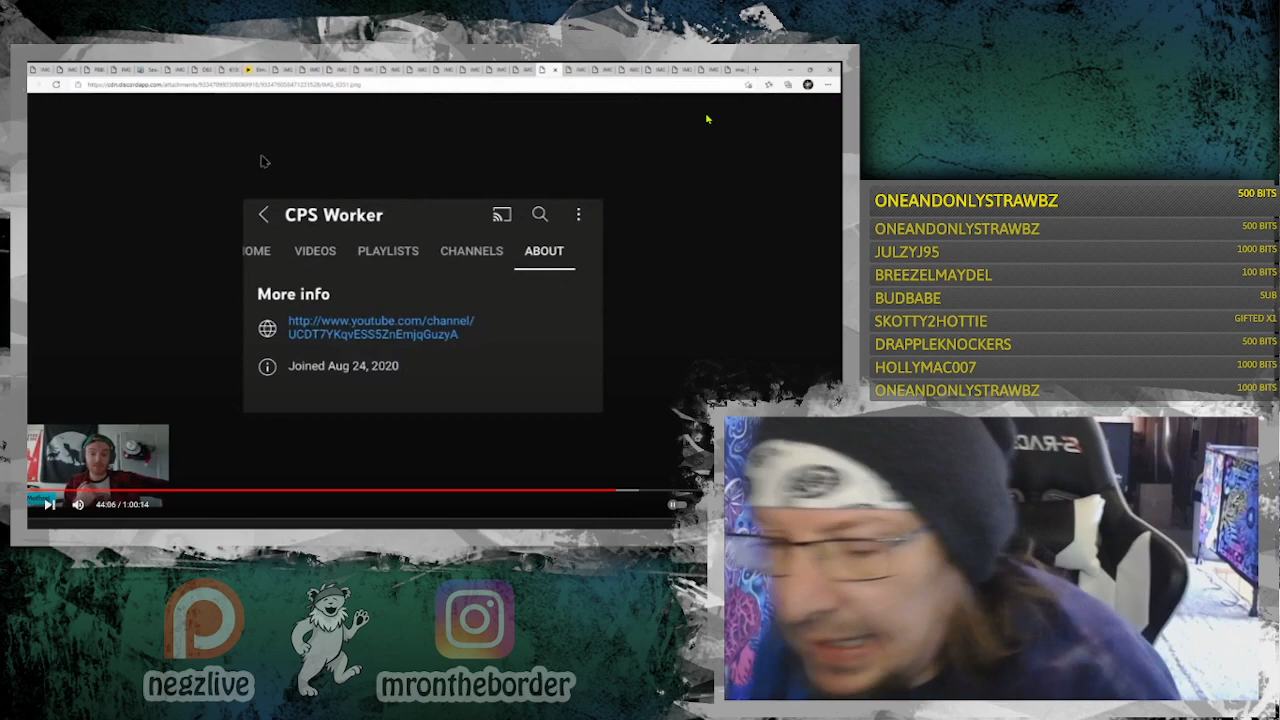 CPS Worker
OME VIDEOS PLAYLISTS CHANNELS ABOUT
More info
http://www.youtube.com/channel/
UCDT7YKqvESS5ZnEmjqGuzyA
Joined Aug 24, 2020
44:06 / 1:00:14
ONEANDONLYSTRAWBZ 500 BITS
ONEANDONLYSTRAWBZ 500 BITS
JULZYJ95 1000 BITS
BREEZELMAYDEL 100 BITS
BUDBABE SUB
SKOTTY2HOTTIE GIFTED X1
DRAPPLEKNOCKERS 500 BITS
HOLLYMAC007 1000 BITS
ONEANDONLYSTRAWBZ 1000 BITS
negzlive
mrontheborder